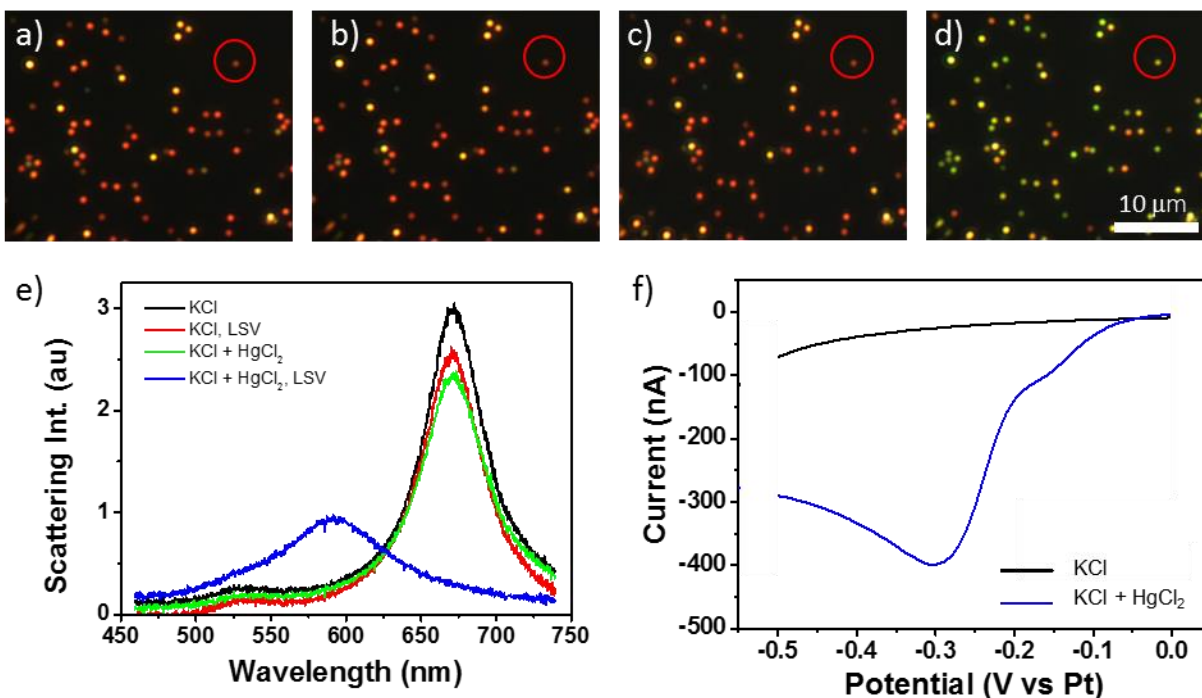 a)
b)
c)
d)
10 μm
e)
KCl
KCl, LSV
KCl + HgCl₂
KCl + HgCl₂, LSV
3
2
1
0
Scattering Int. (au)
450 500 550 600 650 700 750
Wavelength (nm)
f)
0
-100
-200
-300
-400
-500
Current (nA)
KCl
KCl + HgCl₂
-0.5 -0.4 -0.3 -0.2 -0.1 0.0
Potential (V vs Pt)